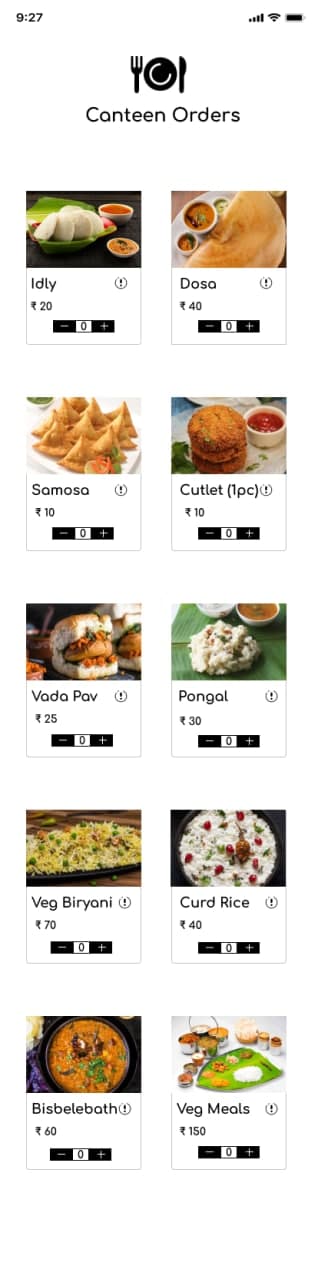 9:27
Canteen Orders
Idly
₹ 20
− 0 +
Dosa
₹ 40
− 0 +
Samosa
₹ 10
− 0 +
Cutlet (1pc)
₹ 10
− 0 +
Vada Pav
₹ 25
− 0 +
Pongal
₹ 30
− 0 +
Veg Biryani
₹ 70
− 0 +
Curd Rice
₹ 40
− 0 +
Bisbelebath
₹ 60
− 0 +
Veg Meals
₹ 150
− 0 +